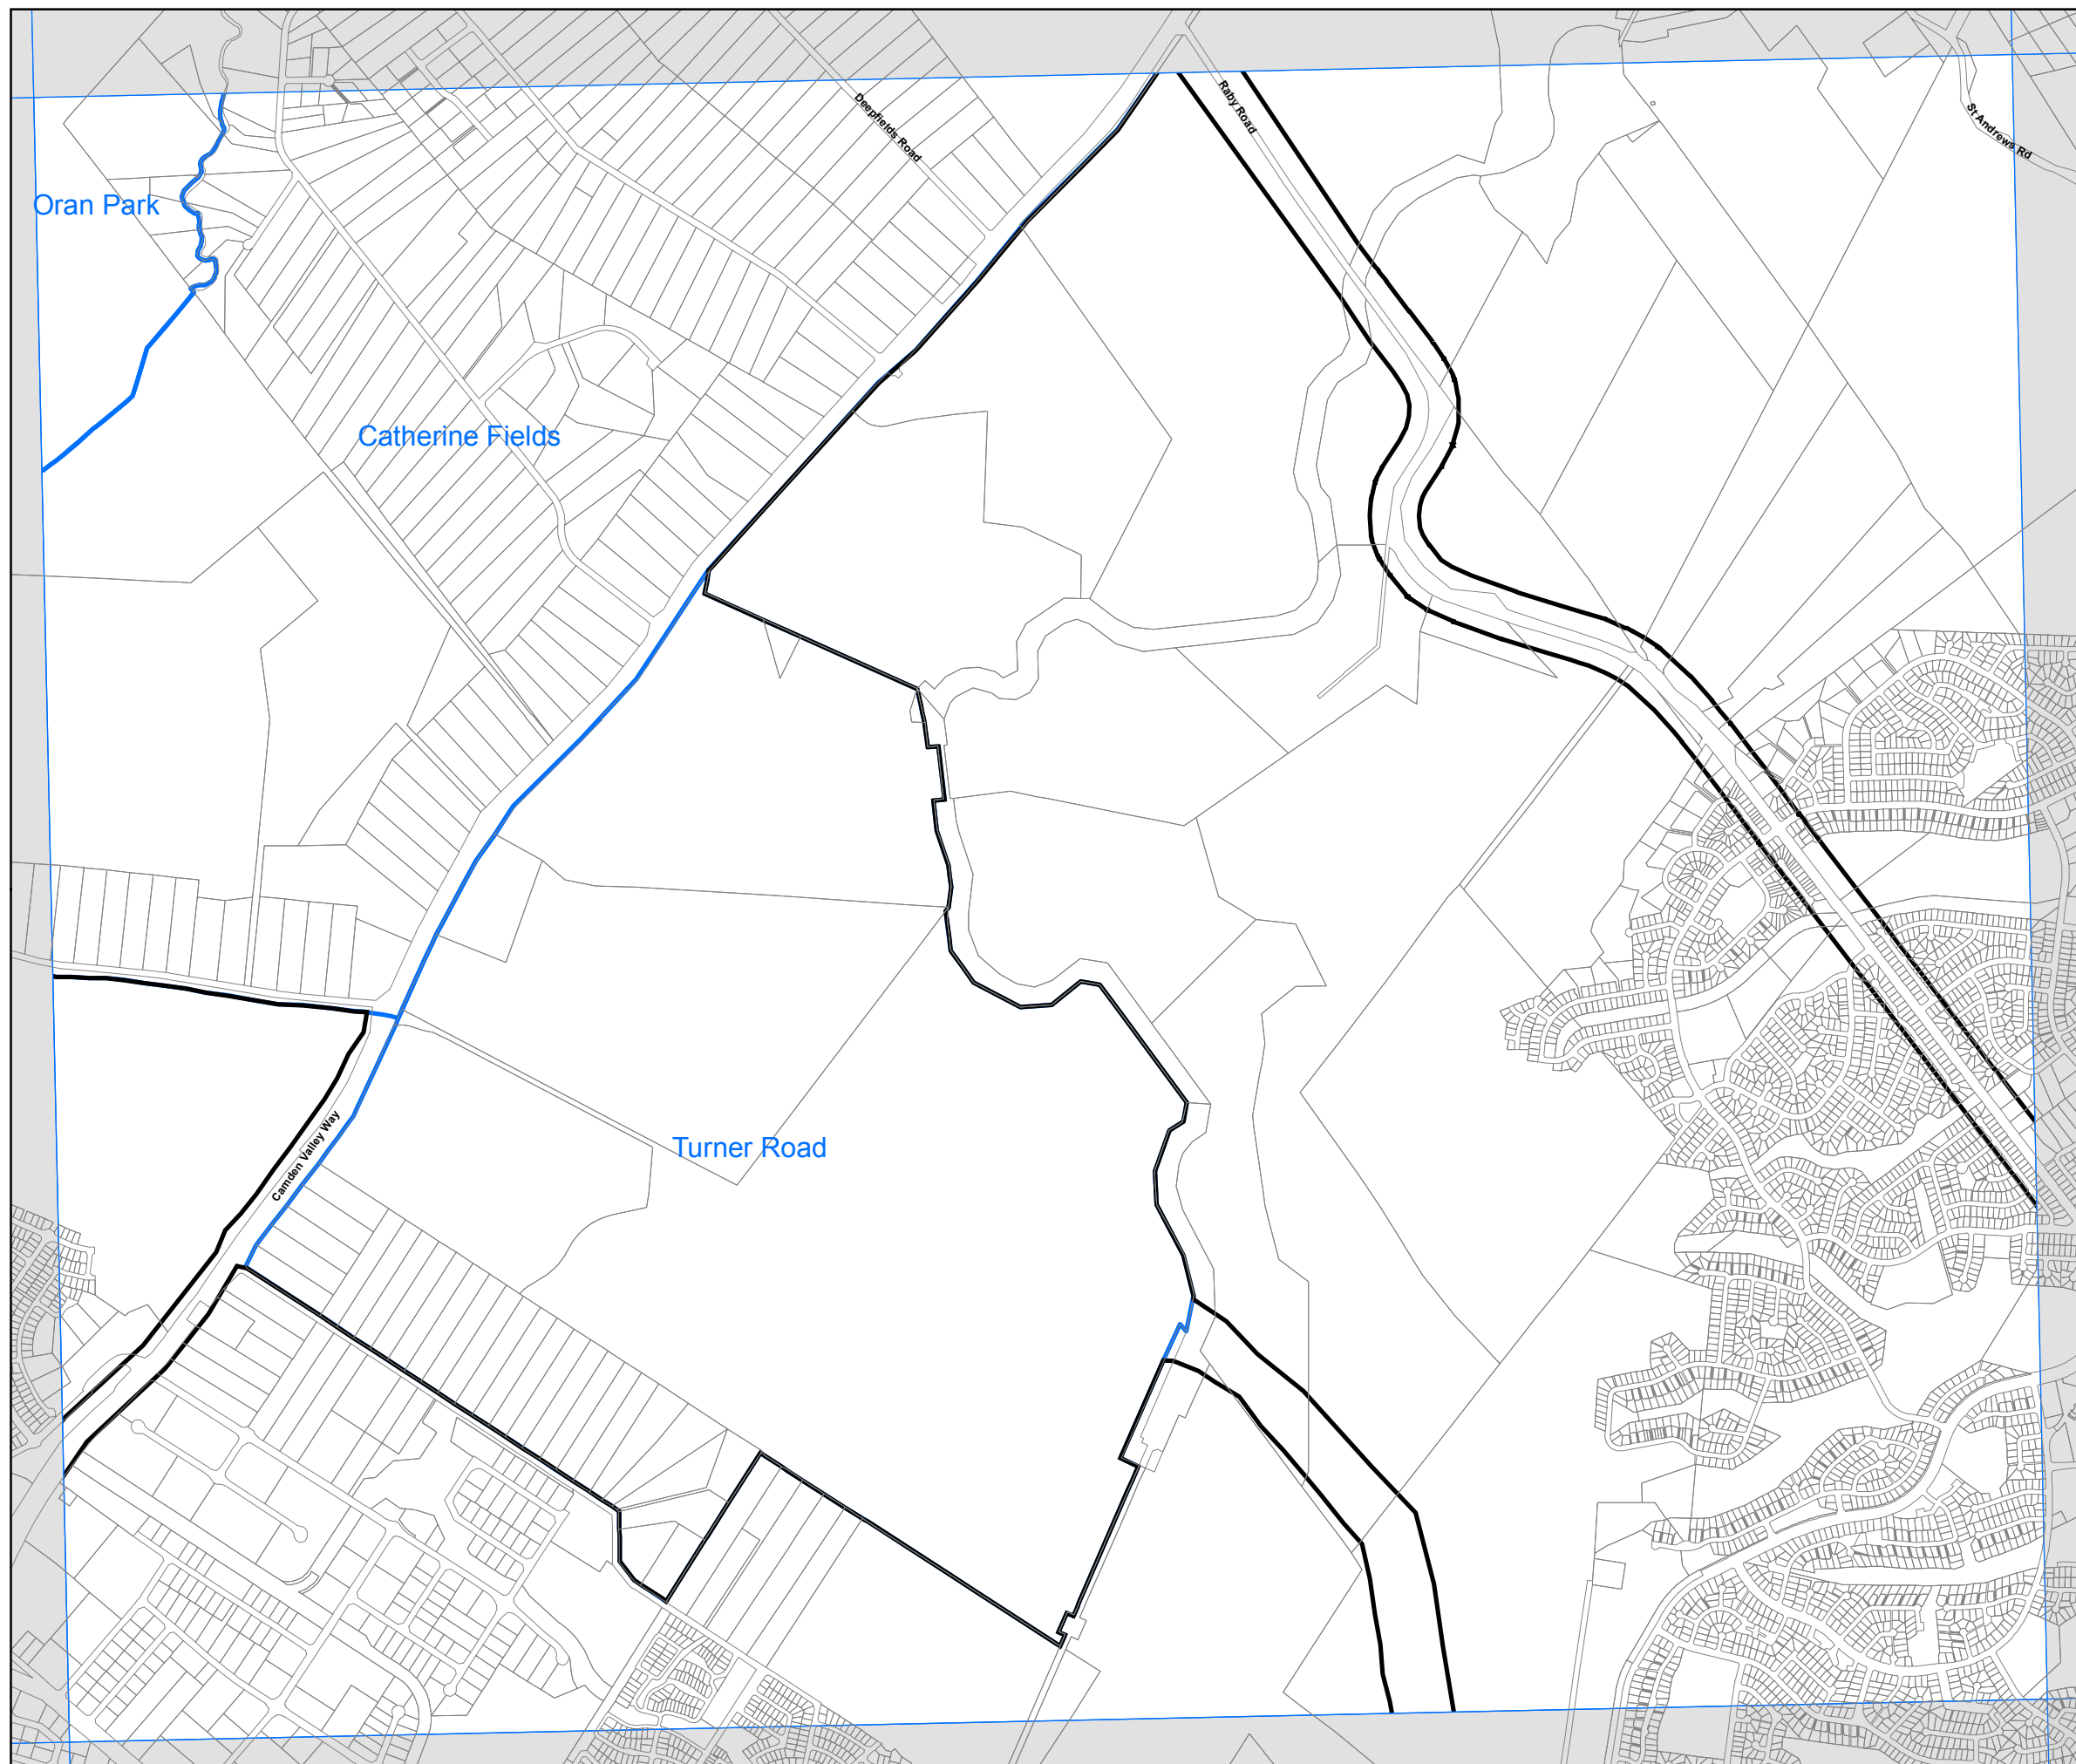 Deepfields Road
Raby Road
St Andrews Rd
Oran Park
Catherine Fields
Turner Road
Camden Valley Way